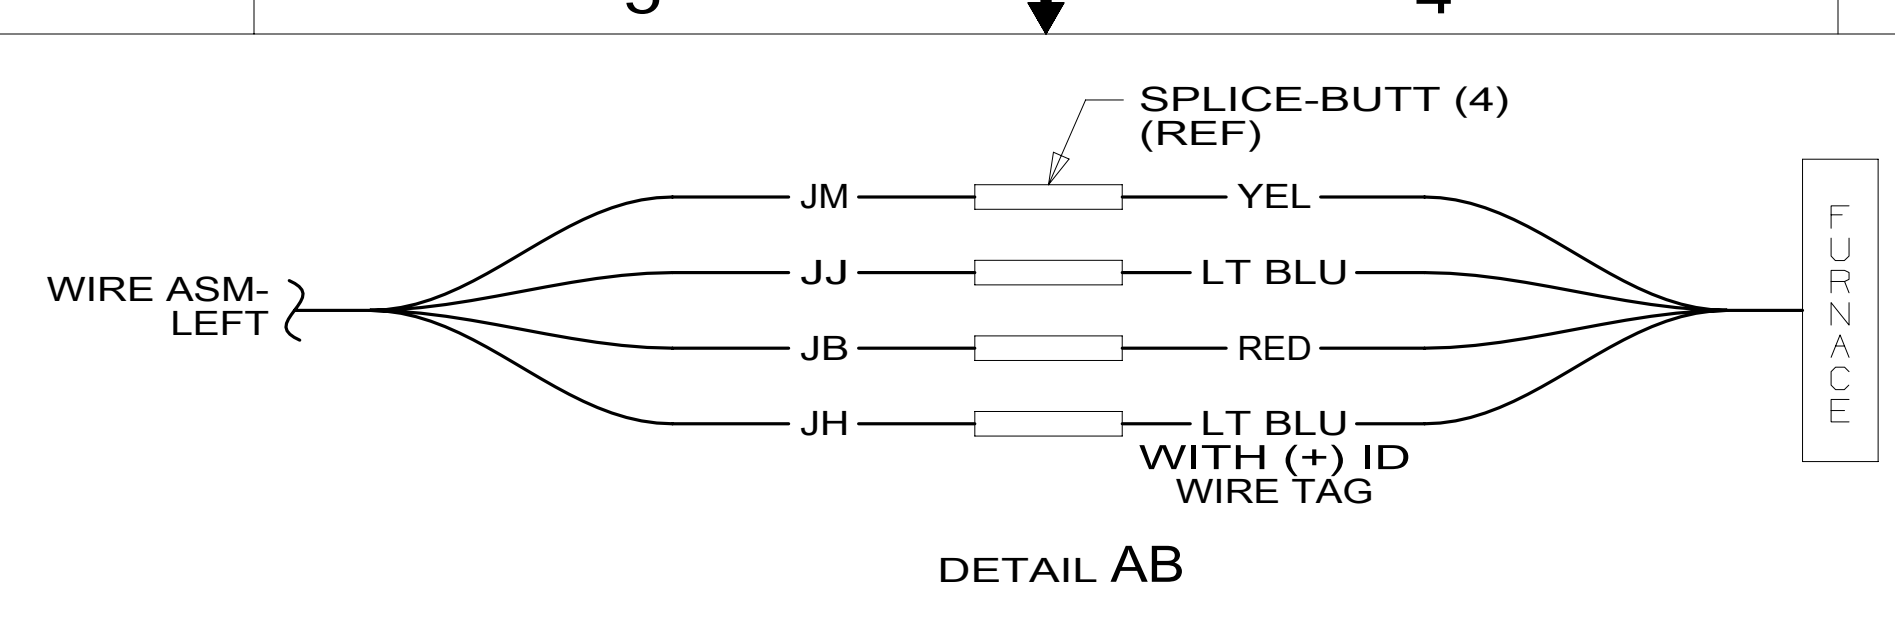 SPLICE-BUTT (4)
(REF)
JM
YEL
JJ
LT BLU
WIRE ASM-
LEFT
JB
RED
JH
LT BLU
WITH (+) ID
WIRE TAG
FURNACE
DETAIL AB